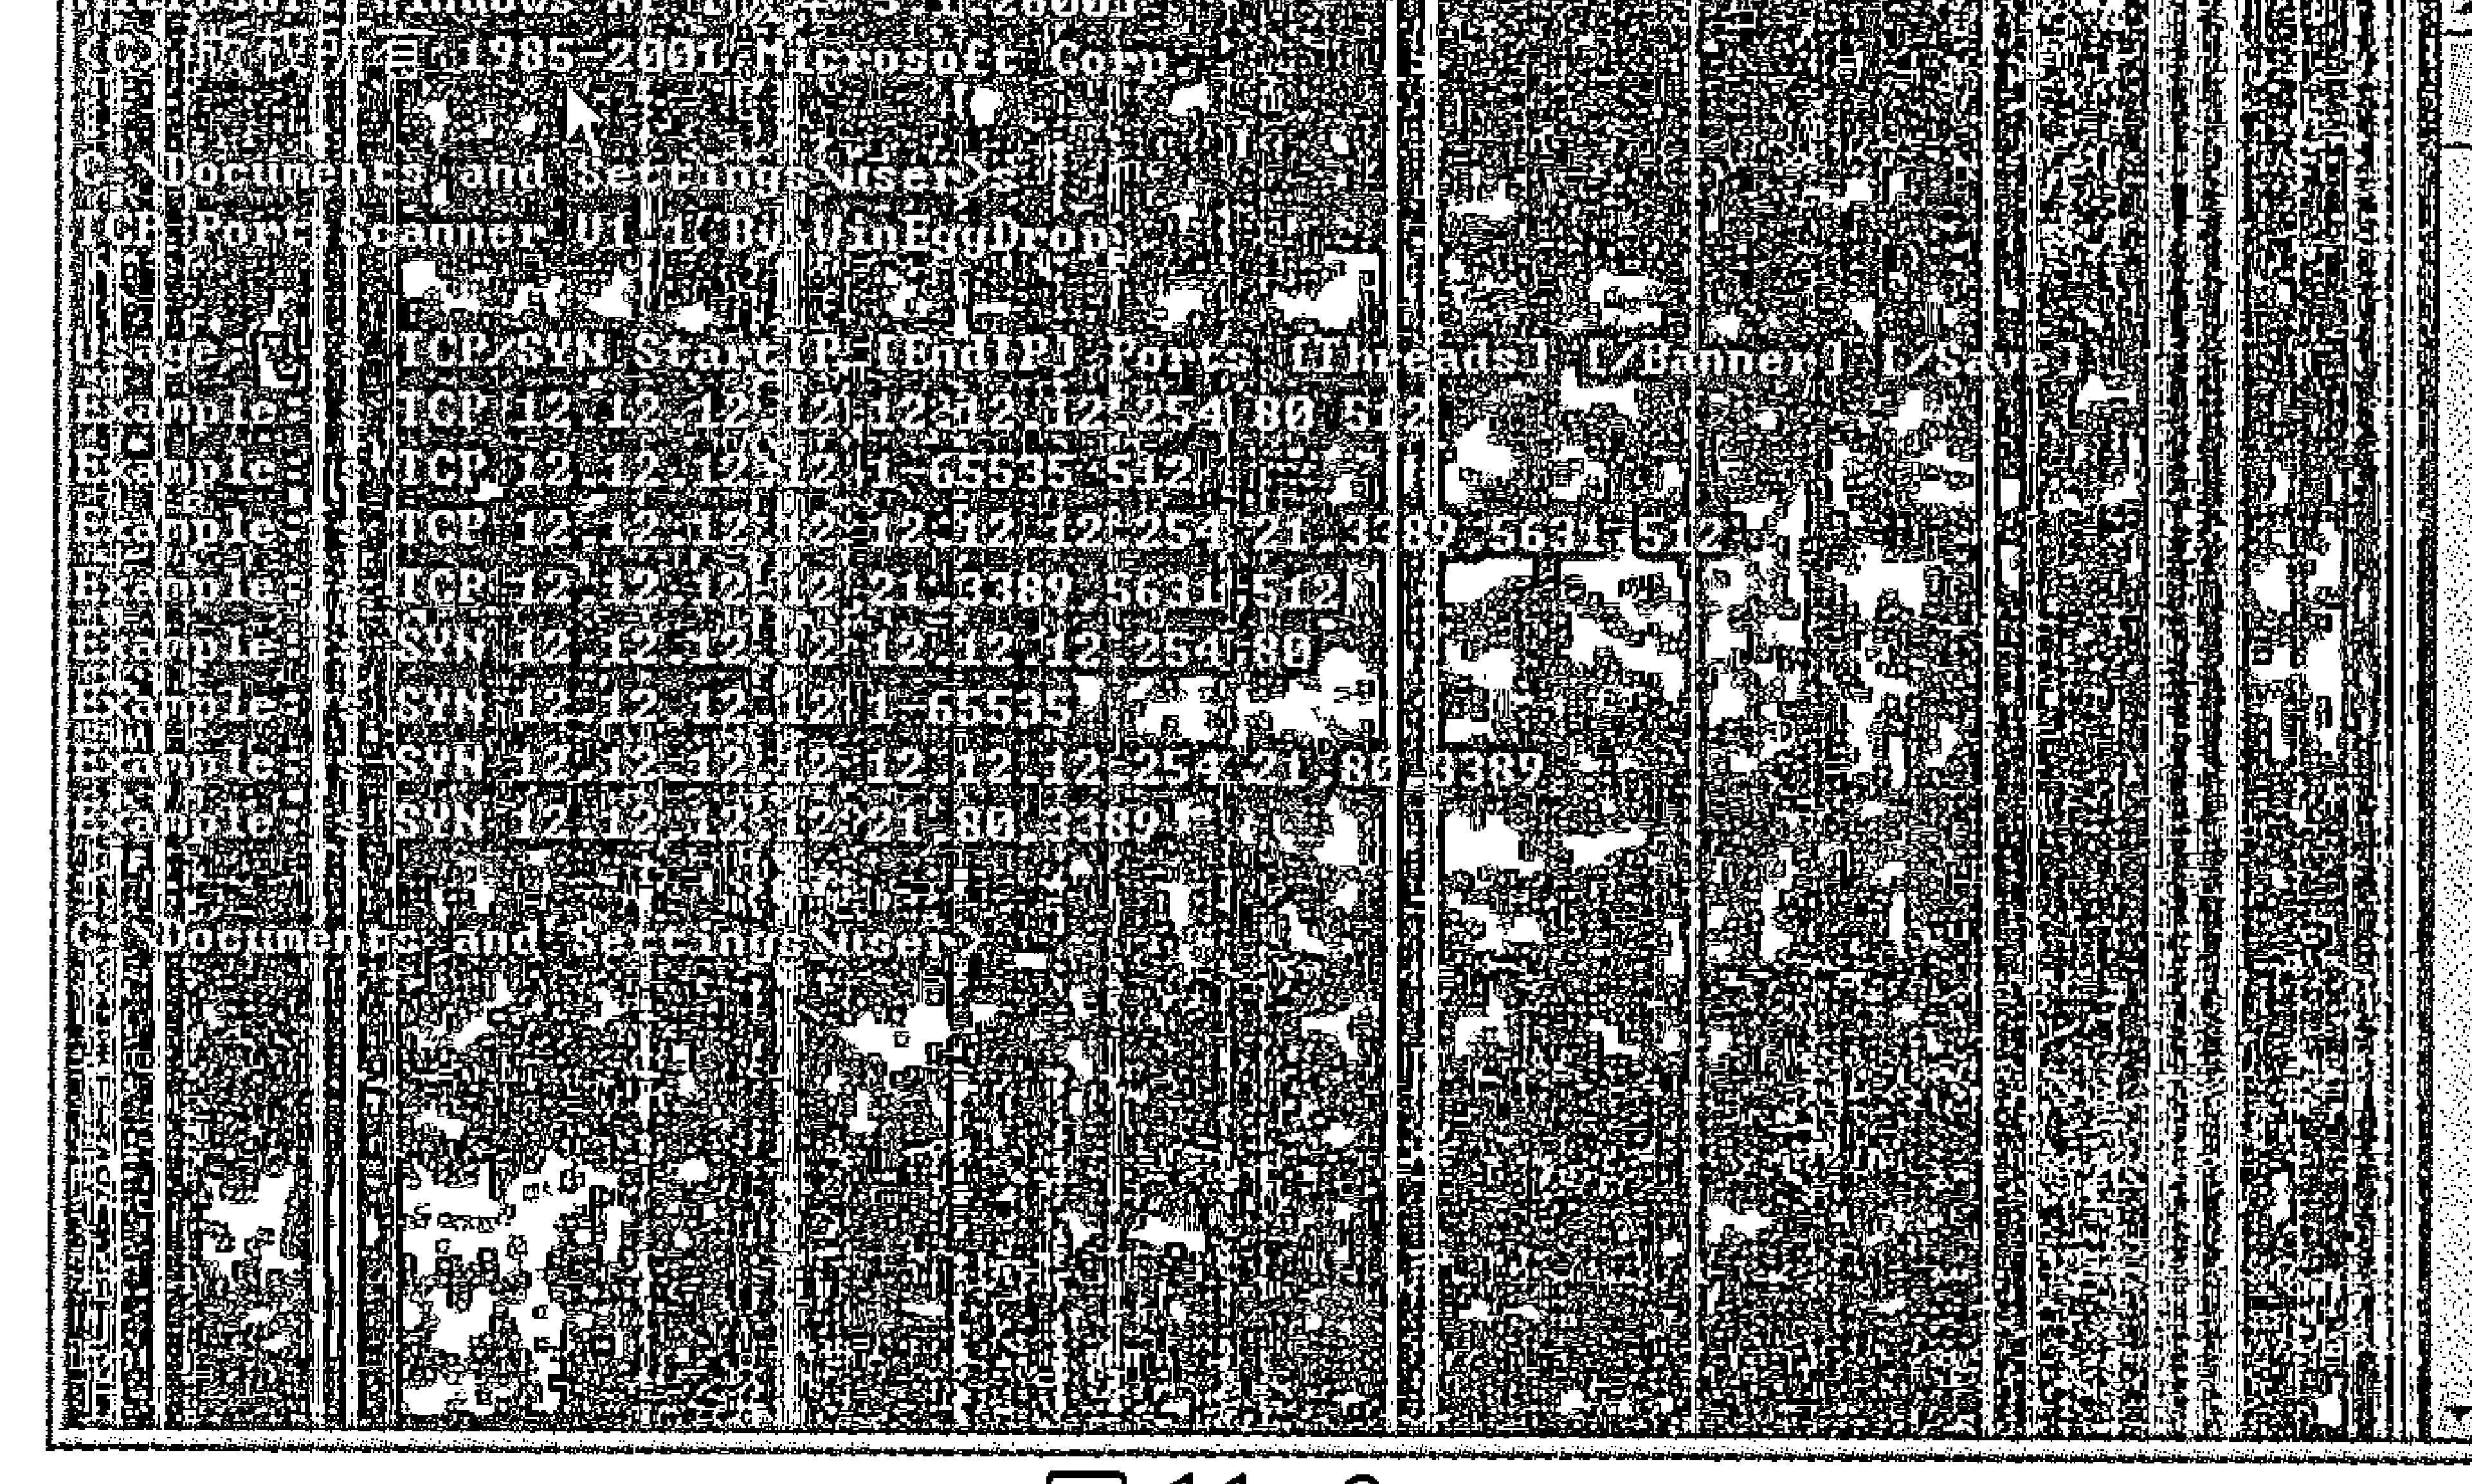 (C) 版权所有 1985-2001 Microsoft Corp.
C:\Documents and Settings\user>s
TCP Port Scanner V1.1 By WinEggDrop
Usage: s TCP/SYN StartIP [EndIP] Ports [Threads] [/Banner] [/Save]
Example: s TCP 12.12.12.12 12.12.12.254 80 512
Example: s TCP 12.12.12.12 1-65535 512
Example: s TCP 12.12.12.12 12.12.12.254 21,3389,5631 512
Example: s TCP 12.12.12.12 21,3389,5631 512
Example: s SYN 12.12.12.12 12.12.12.254 80
Example: s SYN 12.12.12.12 1-65535
Example: s SYN 12.12.12.12 12.12.12.254 21,80,3389
Example: s SYN 12.12.12.12 21,80,3389
C:\Documents and Settings\user>